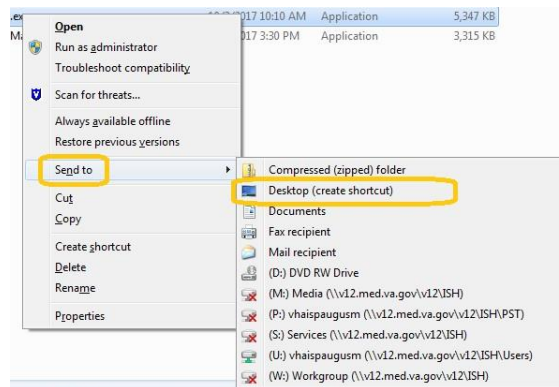 .ex 10:10 AM Application 5,347 KB
Ma 017 3:30 PM Application 3,315 KB
Open
Run as administrator
Troubleshoot compatibility
Scan for threats...
Always available offline
Restore previous versions
Send to
Cut
Copy
Create shortcut
Delete
Rename
Properties
Compressed (zipped) folder
Desktop (create shortcut)
Documents
Fax recipient
Mail recipient
(D:) DVD RW Drive
(M:) Media (\\v12.med.va.gov\v12\ISH)
(P:) vhaispaugusm (\\v12.med.va.gov\v12\ISH\PST)
(S:) Services (\\v12.med.va.gov\v12\ISH)
(U:) vhaispaugusm (\\v12.med.va.gov\v12\ISH\Users)
(W:) Workgroup (\\v12.med.va.gov\v12\ISH)